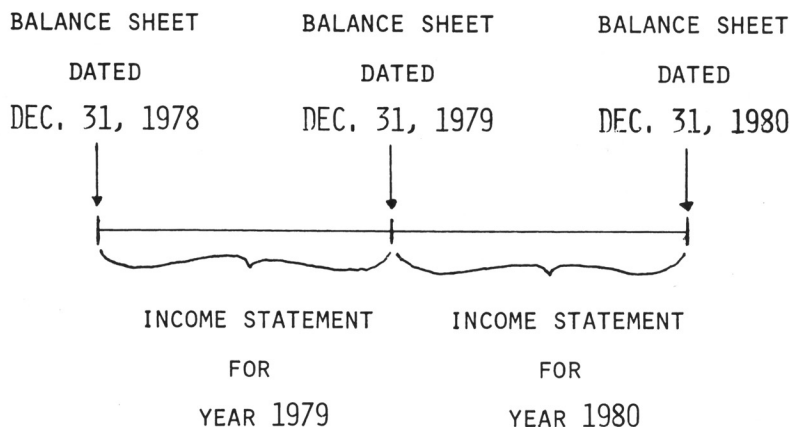 BALANCE SHEET
DATED
DEC. 31, 1978
BALANCE SHEET
DATED
DEC. 31, 1979
BALANCE SHEET
DATED
DEC. 31, 1980
INCOME STATEMENT
FOR
YEAR 1979
INCOME STATEMENT
FOR
YEAR 1980